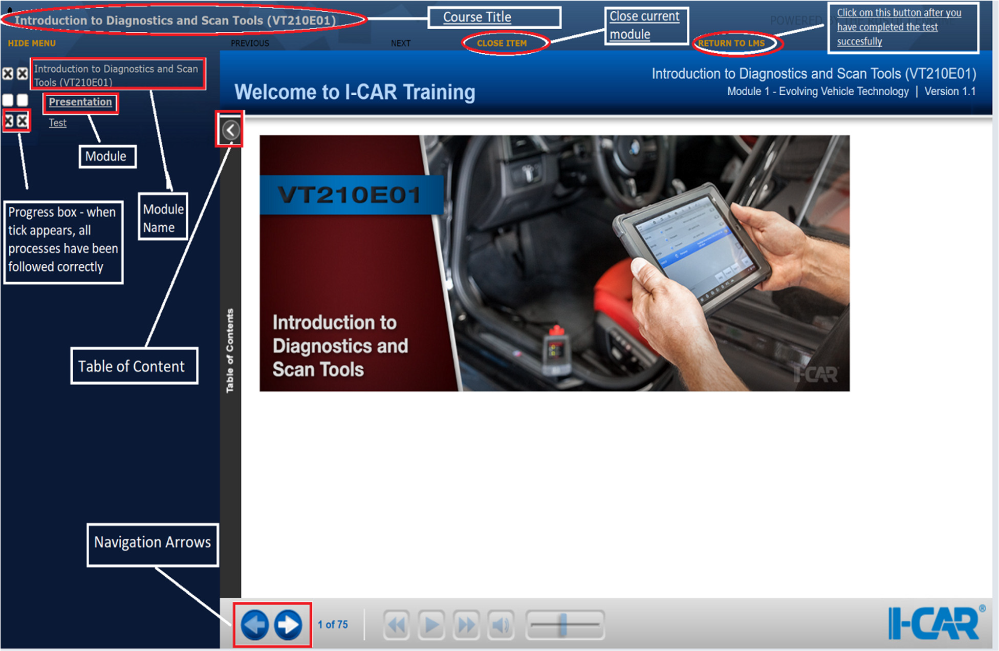 Introduction to Diagnostics and Scan Tools (VT210E01)
Course Title
Close current
module
Click om this button after you
have completed the test
succesfully
POWERED BY THE RUSTICI ENGINE
HIDE MENU
PREVIOUS
NEXT
CLOSE ITEM
RETURN TO LMS
Introduction to Diagnostics and Scan
Tools (VT210E01)
Presentation
Test
Module
Module
Name
Progress box - when
tick appears, all
processes have been
followed correctly
Table of Content
Navigation Arrows
Welcome to I-CAR Training
Introduction to Diagnostics and Scan Tools (VT210E01)
Module 1 - Evolving Vehicle Technology | Version 1.1
Table of Contents
VT210E01
Introduction to
Diagnostics and
Scan Tools
I-CAR
1 of 75
I-CAR®